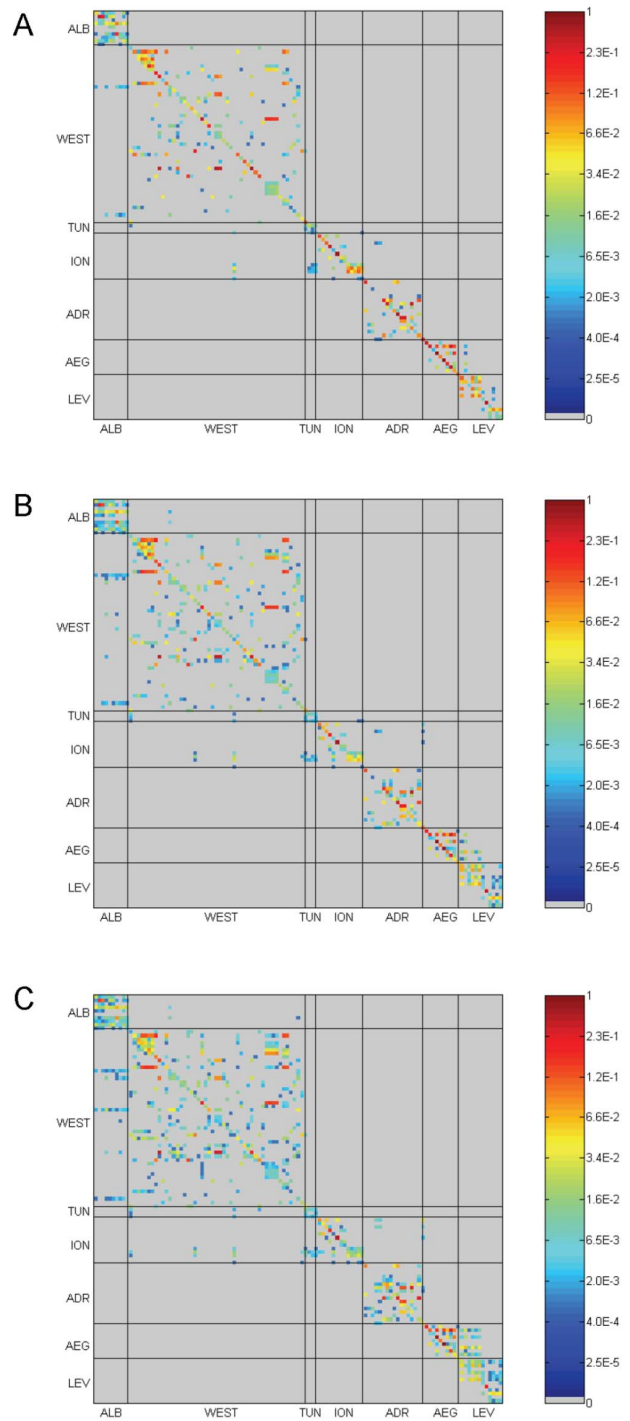 A
ALB
WEST
TUN
ION
ADR
AEG
LEV
ALB WEST TUN ION ADR AEG LEV
1
2.3E-1
1.2E-1
6.6E-2
3.4E-2
1.6E-2
6.5E-3
2.0E-3
4.0E-4
2.5E-5
0
B
ALB
WEST
TUN
ION
ADR
AEG
LEV
ALB WEST TUN ION ADR AEG LEV
1
2.3E-1
1.2E-1
6.6E-2
3.4E-2
1.6E-2
6.5E-3
2.0E-3
4.0E-4
2.5E-5
0
C
ALB
WEST
TUN
ION
ADR
AEG
LEV
ALB WEST TUN ION ADR AEG LEV
1
2.3E-1
1.2E-1
6.6E-2
3.4E-2
1.6E-2
6.5E-3
2.0E-3
4.0E-4
2.5E-5
0